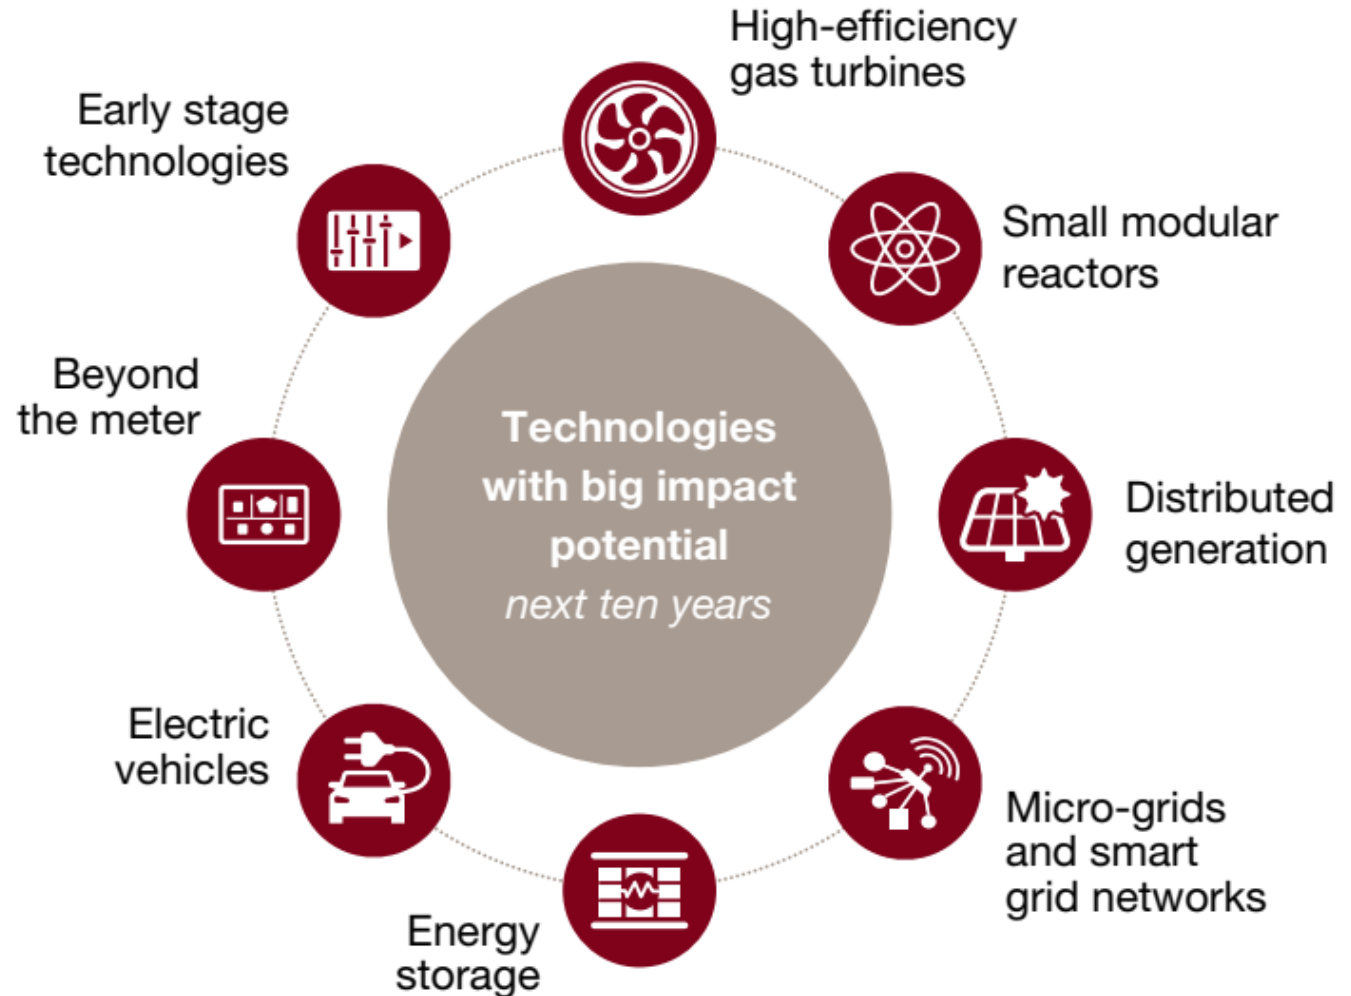 High-efficiency
gas turbines
Small modular
reactors
Distributed
generation
Micro-grids
and smart
grid networks
Energy
storage
Electric
vehicles
Beyond
the meter
Early stage
technologies
Technologies
with big impact
potential
next ten years